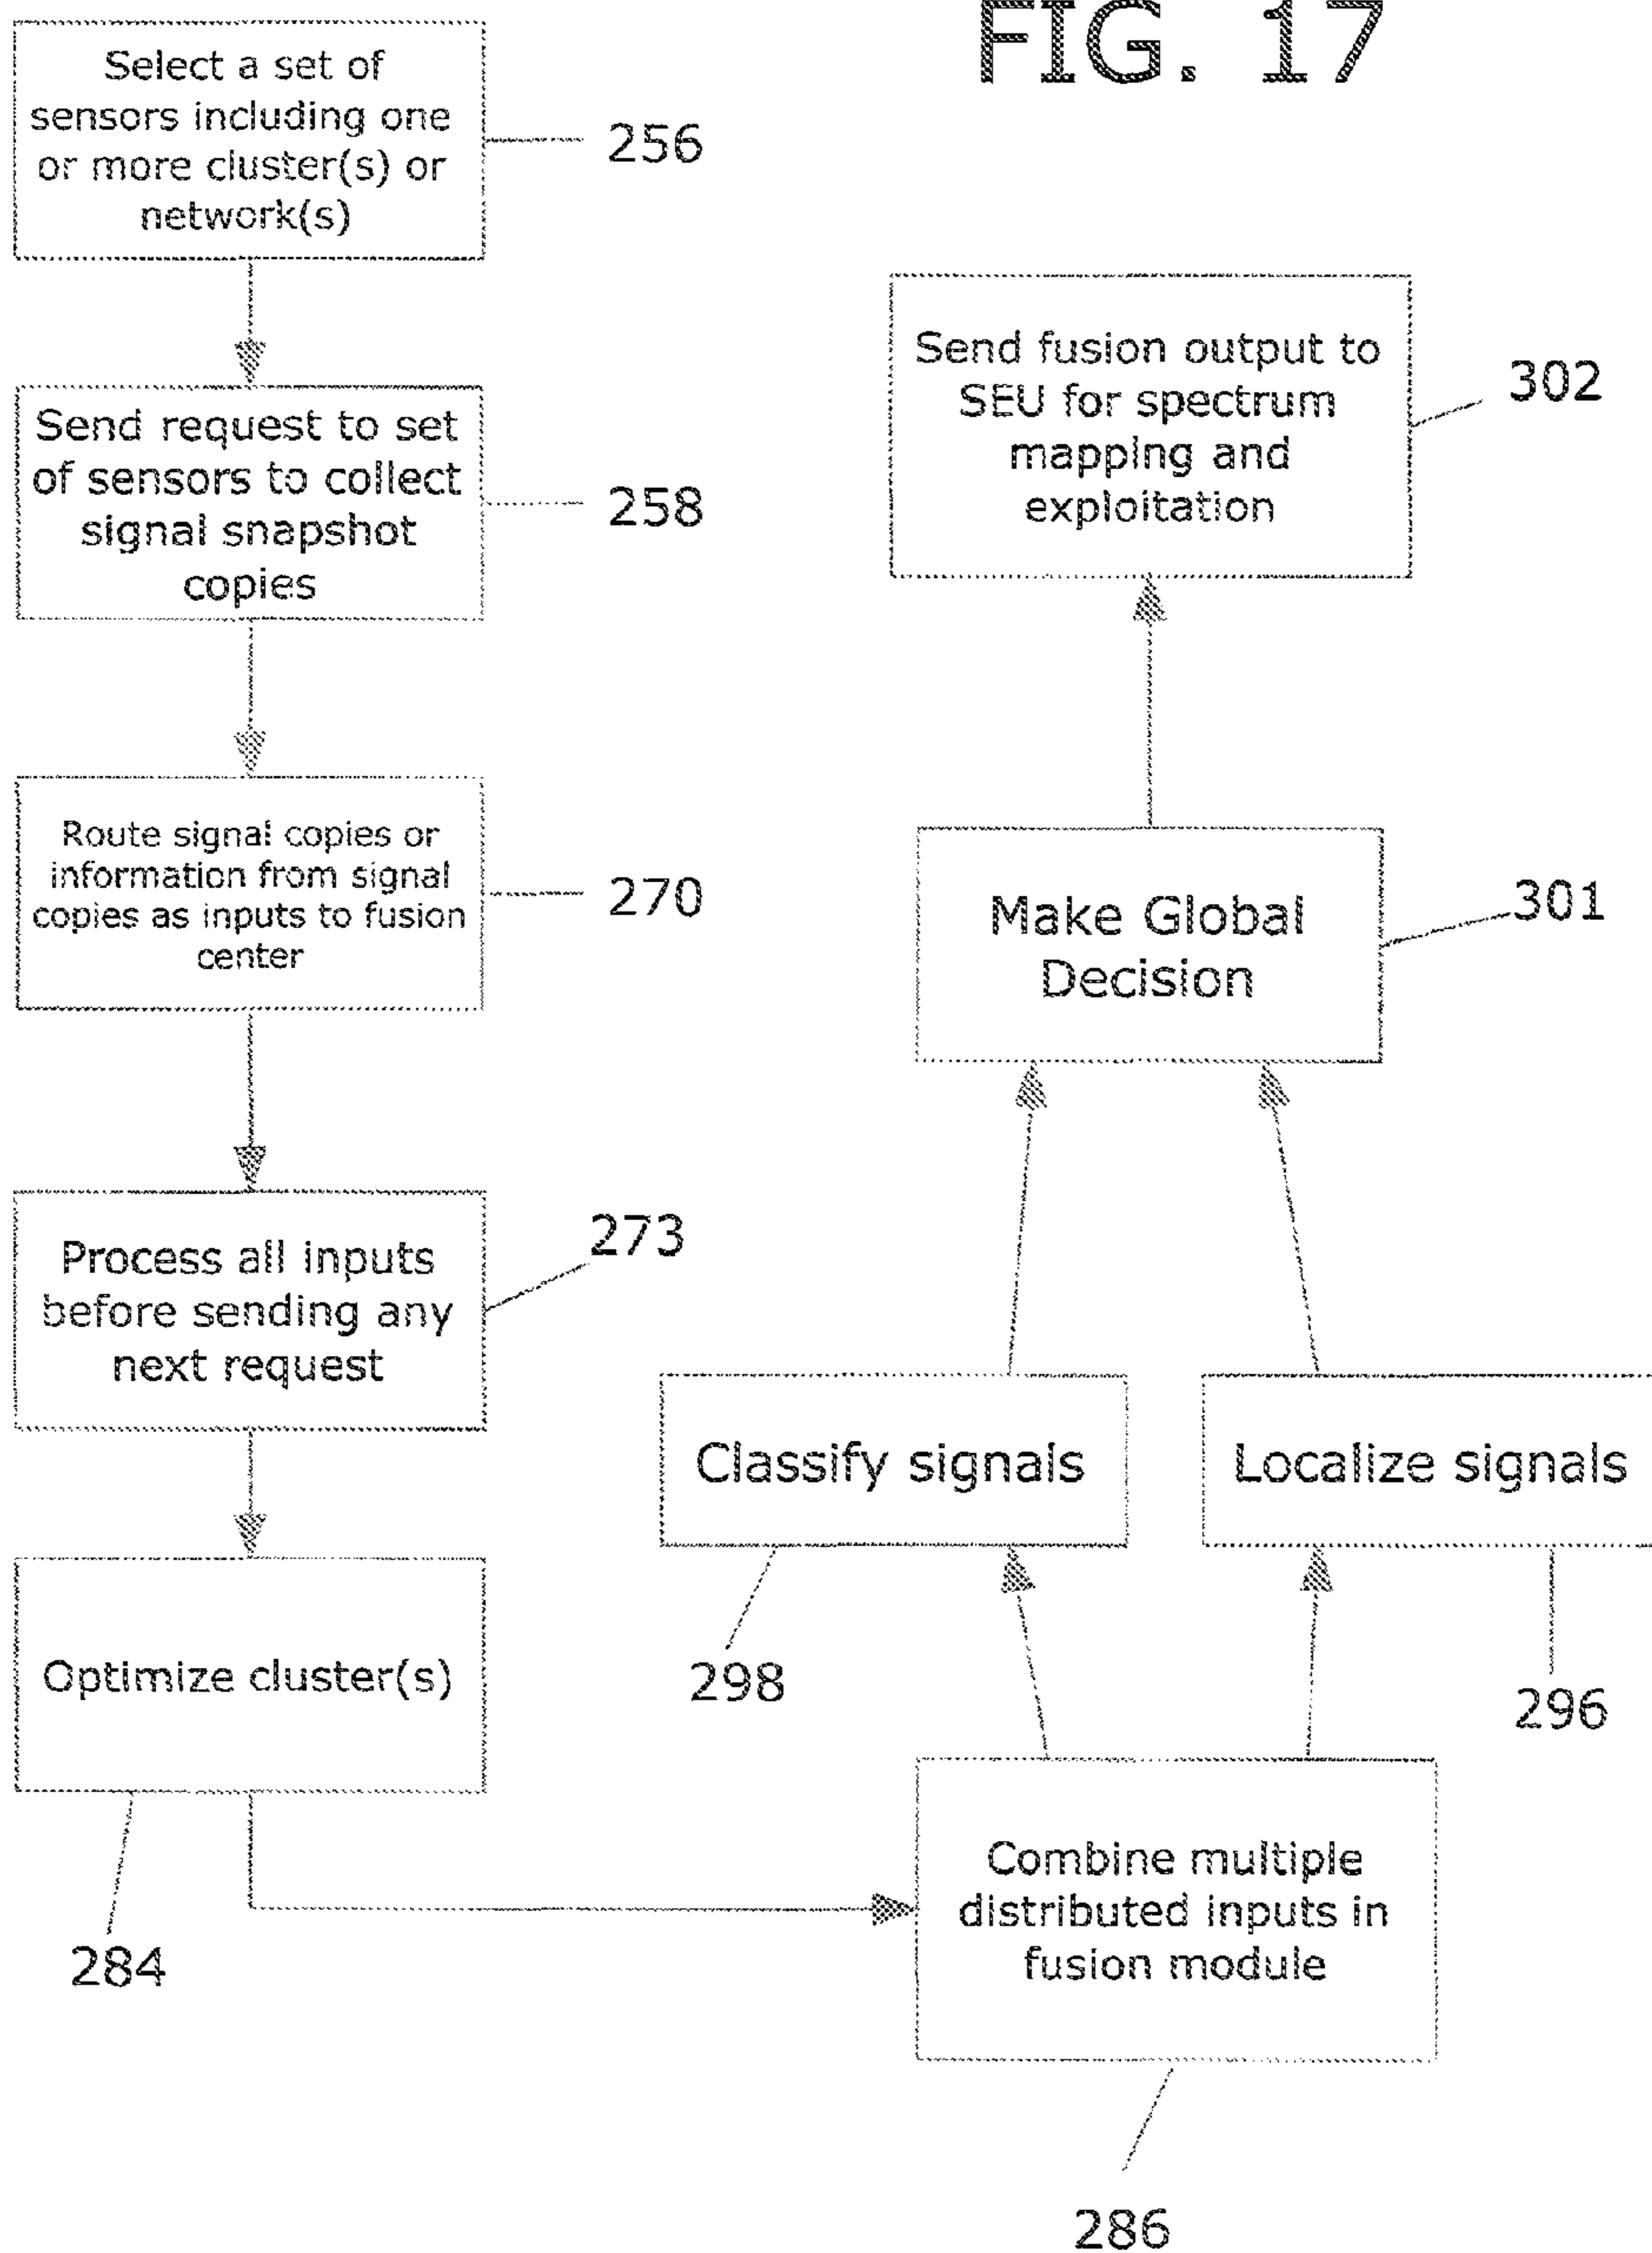 FIG. 17
Select a set of
sensors including one
or more cluster(s) or
network(s)
256
Send request to set
of sensors to collect
signal snapshot
copies
258
Route signal copies or
information from signal
copies as inputs to fusion
center
270
Process all inputs
before sending any
next request
273
Optimize cluster(s)
284
Combine multiple
distributed inputs in
fusion module
286
Classify signals
298
Localize signals
296
Make Global
Decision
301
Send fusion output to
SEU for spectrum
mapping and
exploitation
302